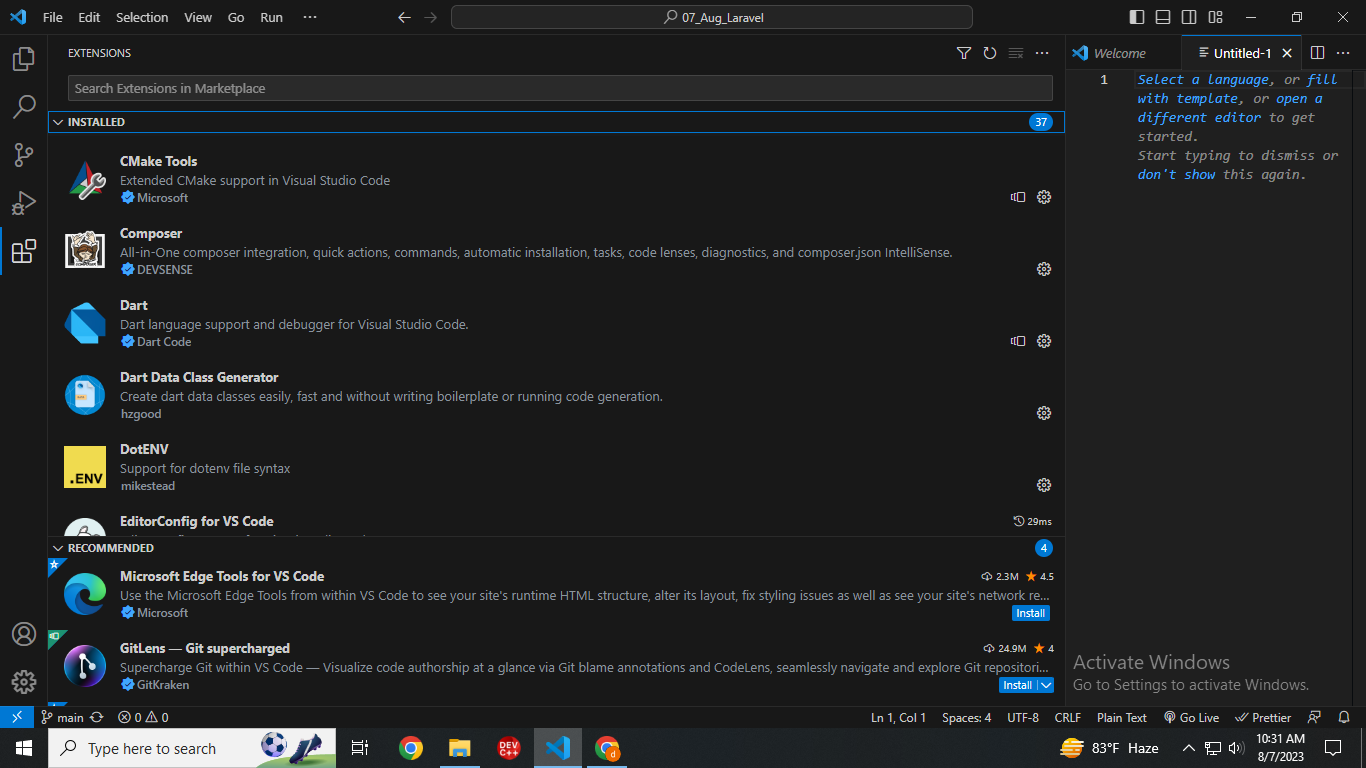 File Edit Selection View Go Run ···
07_Aug_Laravel
EXTENSIONS
Search Extensions in Marketplace
INSTALLED 37
CMake Tools
Extended CMake support in Visual Studio Code
Microsoft
Composer
All-in-One composer integration, quick actions, commands, automatic installation, tasks, code lenses, diagnostics, and composer.json IntelliSense.
DEVSENSE
Dart
Dart language support and debugger for Visual Studio Code.
Dart Code
Dart Data Class Generator
Create dart data classes easily, fast and without writing boilerplate or running code generation.
hzgood
.ENV
DotENV
Support for dotenv file syntax
mikestead
EditorConfig for VS Code 29ms
RECOMMENDED 4
Microsoft Edge Tools for VS Code 2.3M 4.5
Use the Microsoft Edge Tools from within VS Code to see your site's runtime HTML structure, alter its layout, fix styling issues as well as see your site's network re...
Microsoft Install
GitLens — Git supercharged 24.9M 4
Supercharge Git within VS Code — Visualize code authorship at a glance via Git blame annotations and CodeLens, seamlessly navigate and explore Git repositori...
GitKraken Install
Welcome Untitled-1
1 Select a language, or fill
with template, or open a
different editor to get
started.
Start typing to dismiss or
don't show this again.
Activate Windows
Go to Settings to activate Windows.
main 0 0 Ln 1, Col 1 Spaces: 4 UTF-8 CRLF Plain Text Go Live Prettier
Type here to search
DEV
C++
d
83°F Haze
10:31 AM
8/7/2023